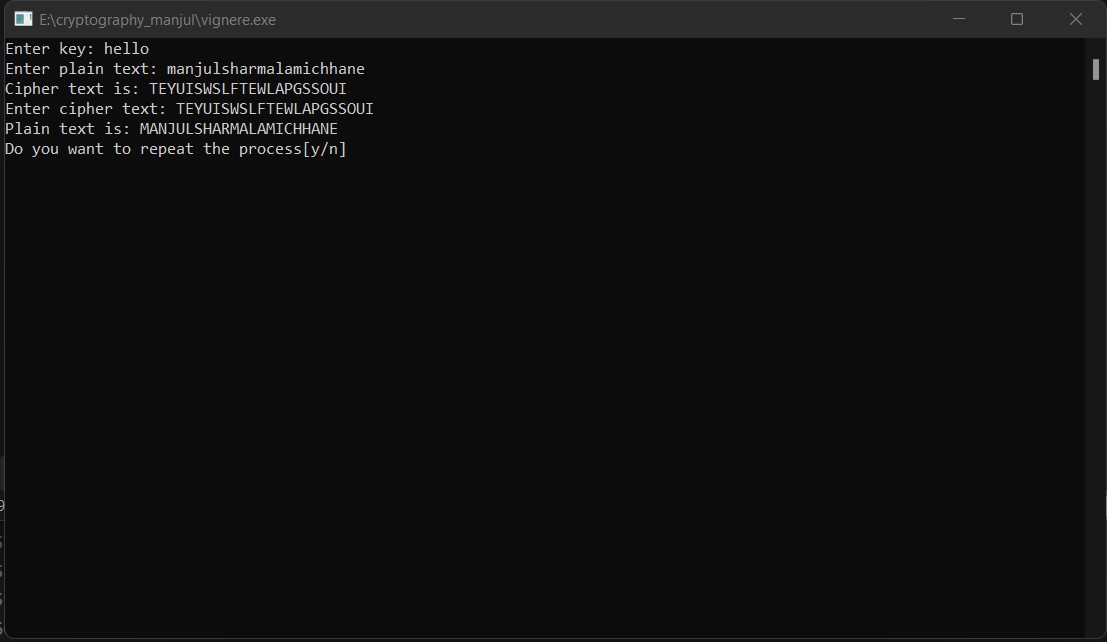 E:\cryptography_manjul\vignere.exe
Enter key: hello
Enter plain text: manjulsharmalamichhane
Cipher text is: TEYUISWSLFTEWLAPGSSOUI
Enter cipher text: TEYUISWSLFTEWLAPGSSOUI
Plain text is: MANJULSHARMALAMICHHANE
Do you want to repeat the process[y/n]